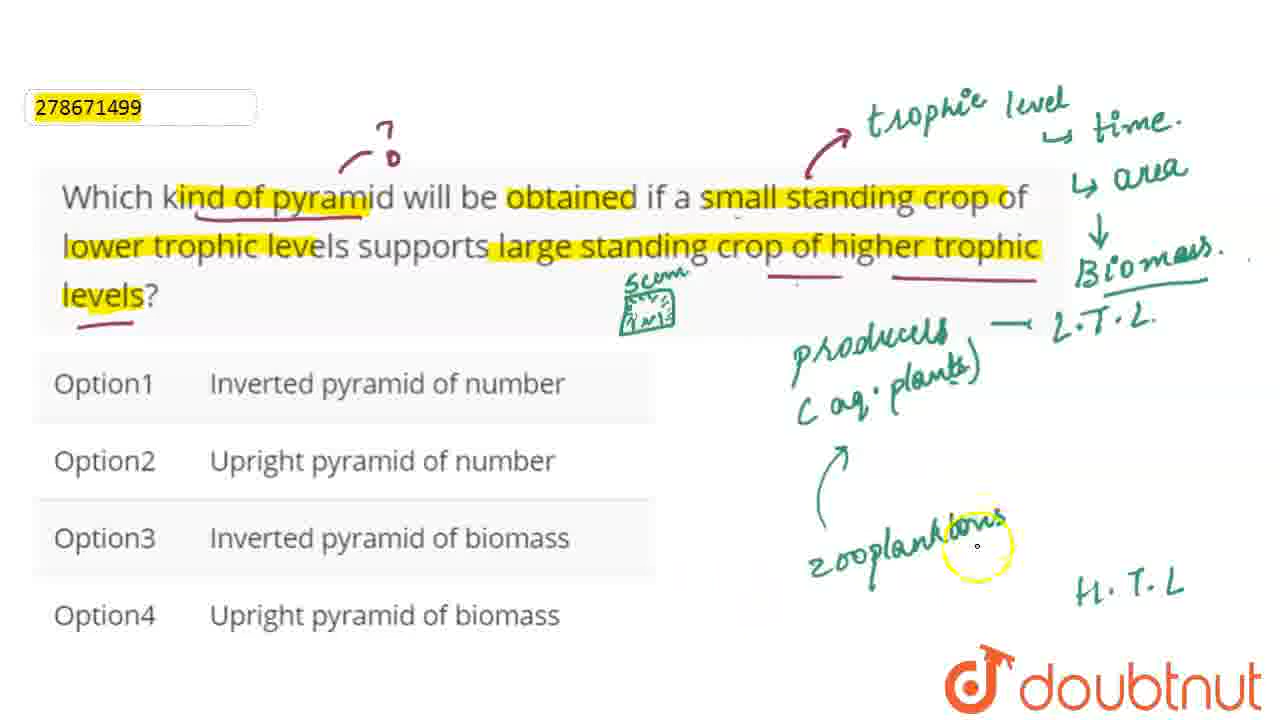 278671499
?
trophic level
↳ time.
↳ area
↓
Biomass.
Which kind of pyramid will be obtained if a small standing crop of
lower trophic levels supports large standing crop of higher trophic
levels?
producers — L.T.L.
( aq. plants)
zooplanktons
H.T.L
Option1 Inverted pyramid of number
Option2 Upright pyramid of number
Option3 Inverted pyramid of biomass
Option4 Upright pyramid of biomass
doubtnut